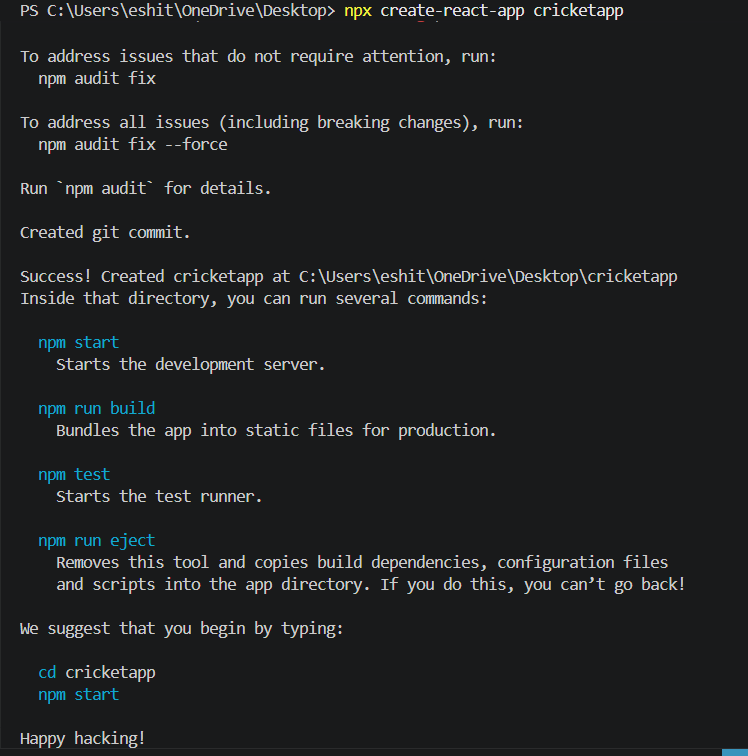 PS C:\Users\eshit\OneDrive\Desktop> npx create-react-app cricketapp
To address issues that do not require attention, run:
npm audit fix
To address all issues (including breaking changes), run:
npm audit fix --force
Run `npm audit` for details.
Created git commit.
Success! Created cricketapp at C:\Users\eshit\OneDrive\Desktop\cricketapp
Inside that directory, you can run several commands:
npm start
Starts the development server.
npm run build
Bundles the app into static files for production.
npm test
Starts the test runner.
npm run eject
Removes this tool and copies build dependencies, configuration files
and scripts into the app directory. If you do this, you can’t go back!
We suggest that you begin by typing:
cd cricketapp
npm start
Happy hacking!